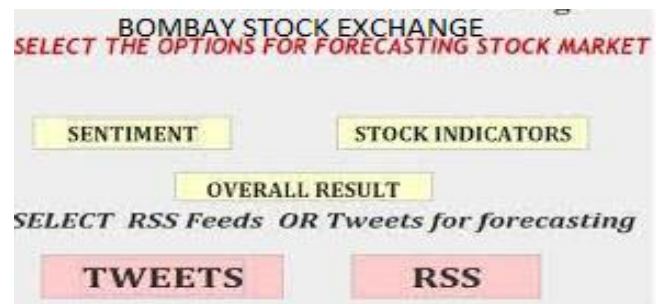 BOMBAY STOCK EXCHANGE
SELECT THE OPTIONS FOR FORECASTING STOCK MARKET
SENTIMENT STOCK INDICATORS
OVERALL RESULT
SELECT RSS Feeds OR Tweets for forecasting
TWEETS RSS